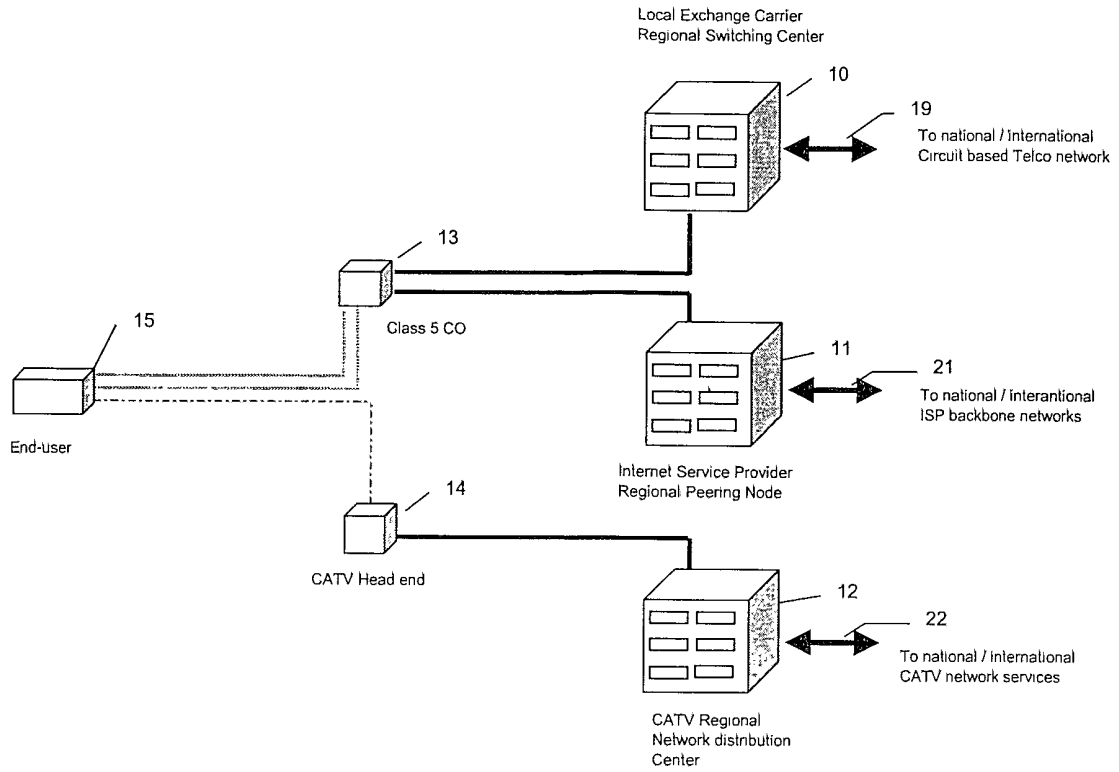 Local Exchange Carrier
Regional Switching Center
10
19
To national / international
Circuit based Telco network
13
Class 5 CO
15
End-user
11
21
To national / interantional
ISP backbone networks
Internet Service Provider
Regional Peering Node
14
CATV Head end
12
22
To national / international
CATV network services
CATV Regional
Network distribution
Center